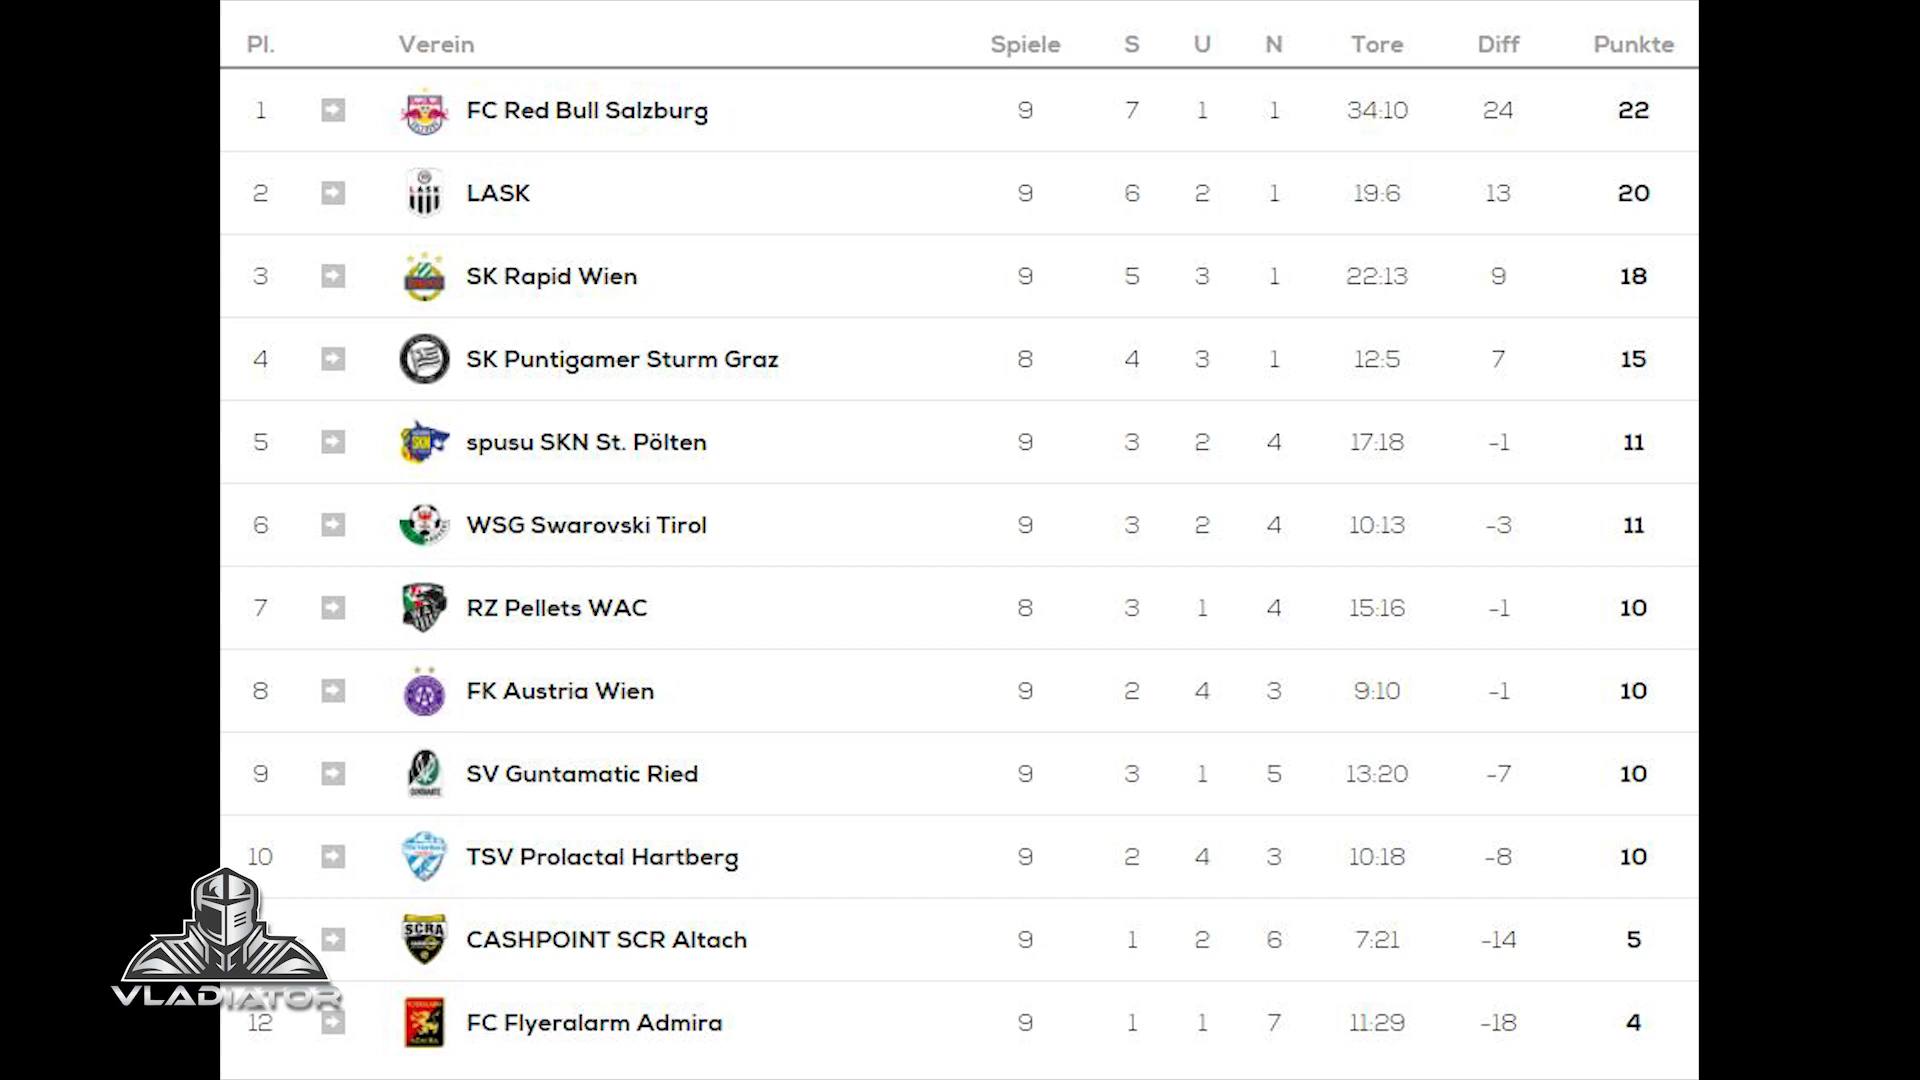 Pl. Verein Spiele S U N Tore Diff Punkte
1 FC Red Bull Salzburg 9 7 1 1 34:10 24 22
2 LASK 9 6 2 1 19:6 13 20
3 SK Rapid Wien 9 5 3 1 22:13 9 18
4 SK Puntigamer Sturm Graz 8 4 3 1 12:5 7 15
5 spusu SKN St. Pölten 9 3 2 4 17:18 -1 11
6 WSG Swarovski Tirol 9 3 2 4 10:13 -3 11
7 RZ Pellets WAC 8 3 1 4 15:16 -1 10
8 FK Austria Wien 9 2 4 3 9:10 -1 10
9 SV Guntamatic Ried 9 3 1 5 13:20 -7 10
10 TSV Prolactal Hartberg 9 2 4 3 10:18 -8 10
CASHPOINT SCR Altach 9 1 2 6 7:21 -14 5
12 FC Flyeralarm Admira 9 1 1 7 11:29 -18 4
LASK
SKN
SCRA
VLADIATOR